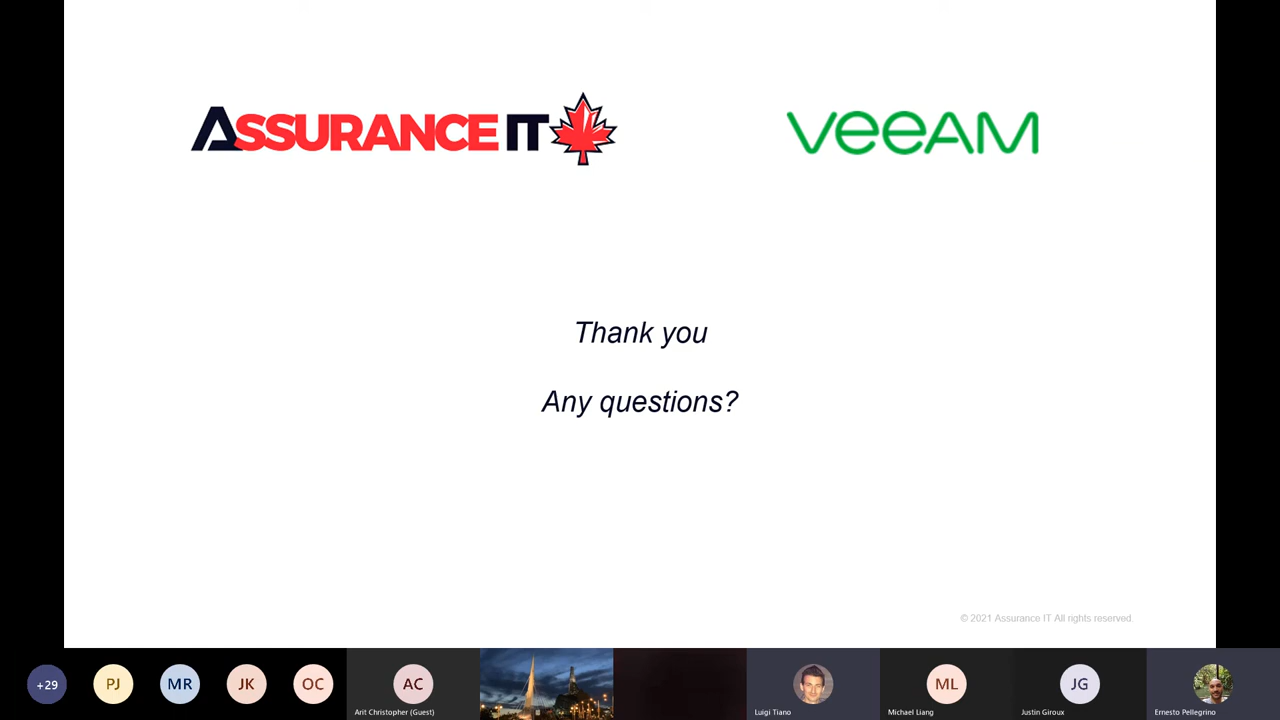 ASSURANCE IT
veeAM
Thank you
Any questions?
© 2021 Assurance IT All rights reserved.
+29
PJ
MR
JK
OC
AC
ML
JG
Arit Christopher (Guest)
Luigi Tiano
Michael Liang
Justin Giroux
Ernesto Pellegrino